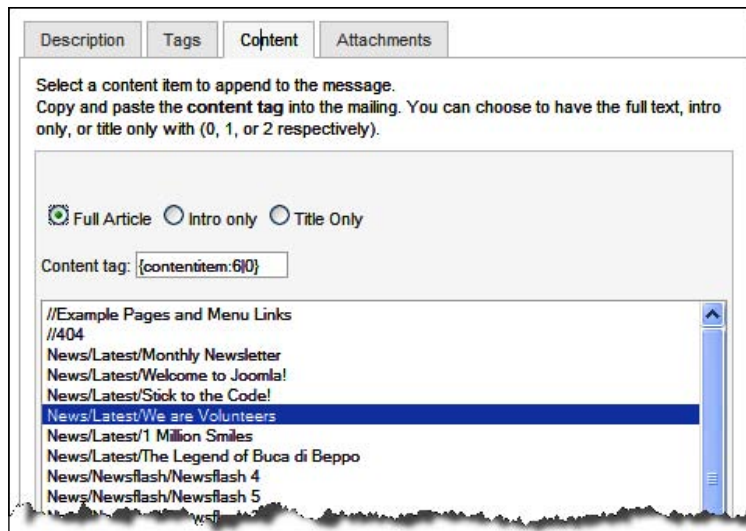 Description Tags Content Attachments
Select a content item to append to the message.
Copy and paste the content tag into the mailing. You can choose to have the full text, intro
only, or title only with (0, 1, or 2 respectively).
Full Article Intro only Title Only
Content tag: {contentitem:6|0}
//Example Pages and Menu Links
//404
News/Latest/Monthly Newsletter
News/Latest/Welcome to Joomla!
News/Latest/Stick to the Code!
News/Latest/We are Volunteers
News/Latest/1 Million Smiles
News/Latest/The Legend of Buca di Beppo
News/Newsflash/Newsflash 4
News/Newsflash/Newsflash 5